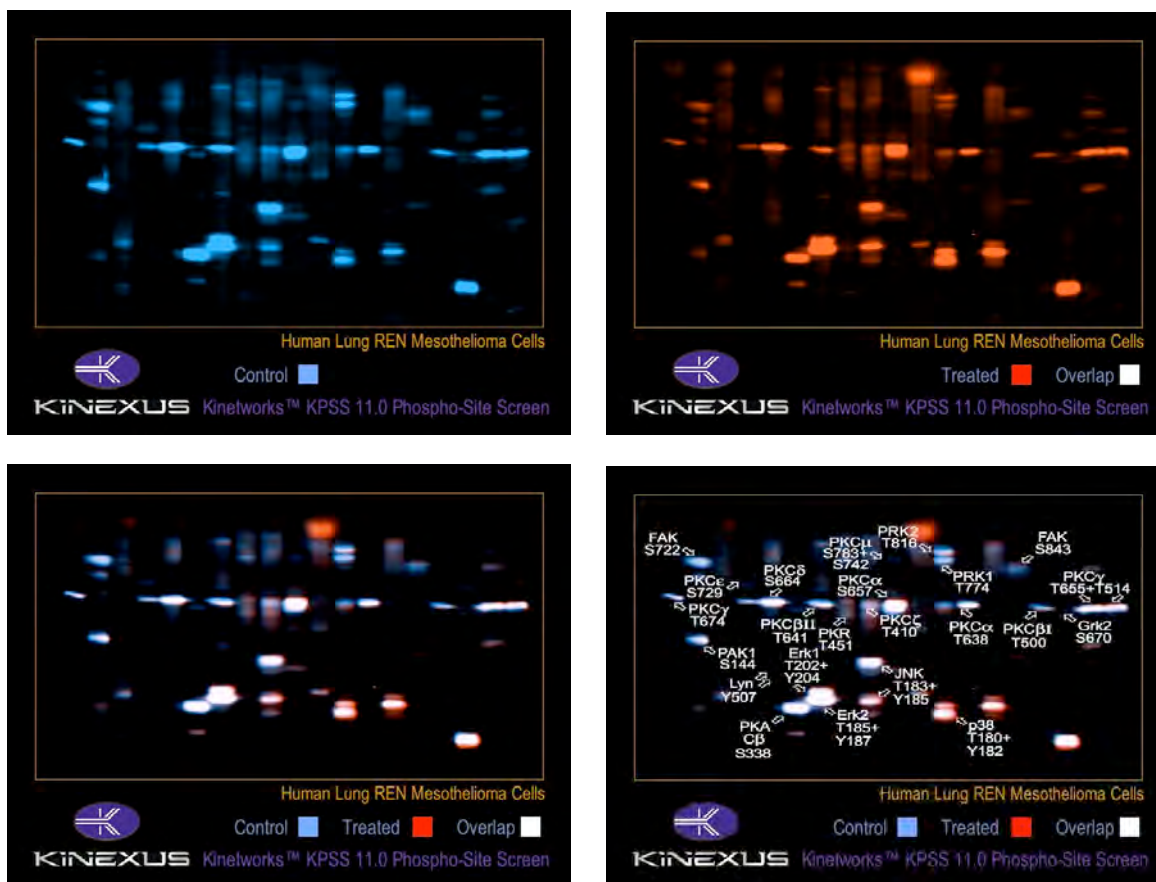 Human Lung REN Mesothelioma Cells
Control
KiNEXUS Kinetworks™ KPSS 11.0 Phospho-Site Screen
Human Lung REN Mesothelioma Cells
Treated Overlap
KiNEXUS Kinetworks™ KPSS 11.0 Phospho-Site Screen
Human Lung REN Mesothelioma Cells
Control Treated Overlap
KiNEXUS Kinetworks™ KPSS 11.0 Phospho-Site Screen
FAK
S722
PKCε
S729
PKCγ
T674
PKCδ
S664
PKCμ
S783+
S742
PRK2
T816
PKCα
S657
PRK1
T774
FAK
S843
PKCγ
T655+T514
PKCβII
T641
PKR
T451
PKCζ
T410
PKCα
T638
PKCβI
T500
Grk2
S670
PAK1
S144
Lyn
Y507
Erk1
T202+
Y204
JNK
T183+
Y185
PKA
Cβ
S338
Erk2
T185+
Y187
p38
T180+
Y182
Human Lung REN Mesothelioma Cells
Control Treated Overlap
KiNEXUS Kinetworks™ KPSS 11.0 Phospho-Site Screen